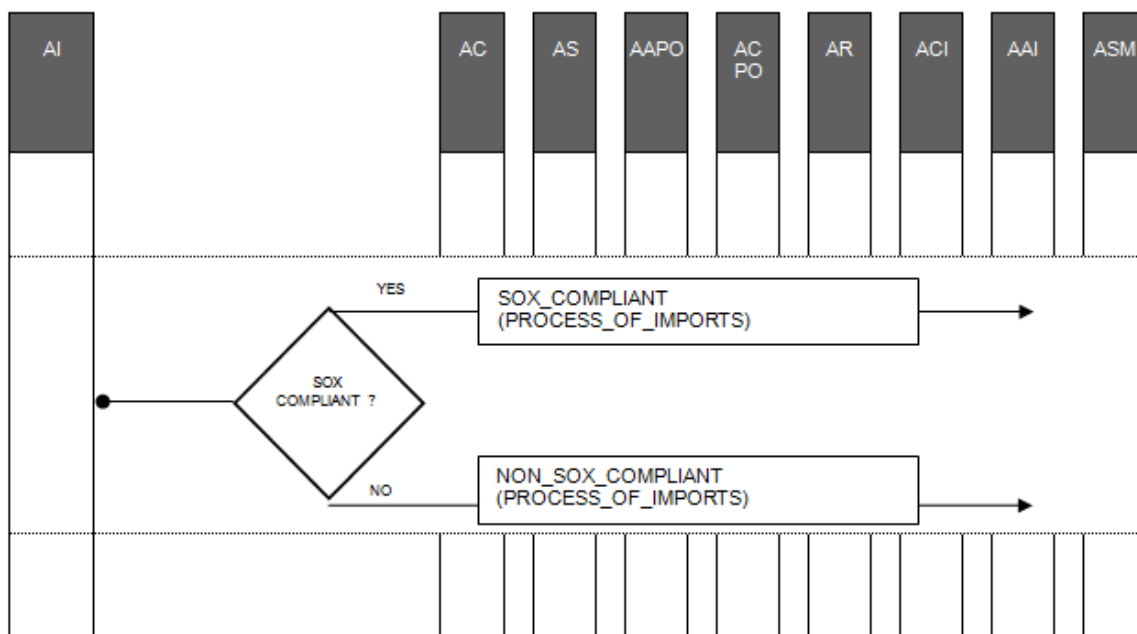 AI
AC
AS
AAPO
AC
PO
AR
ACI
AAI
ASM
YES
SOX_COMPLIANT
(PROCESS_OF_IMPORTS)
SOX
COMPLIANT ?
NO
NON_SOX_COMPLIANT
(PROCESS_OF_IMPORTS)